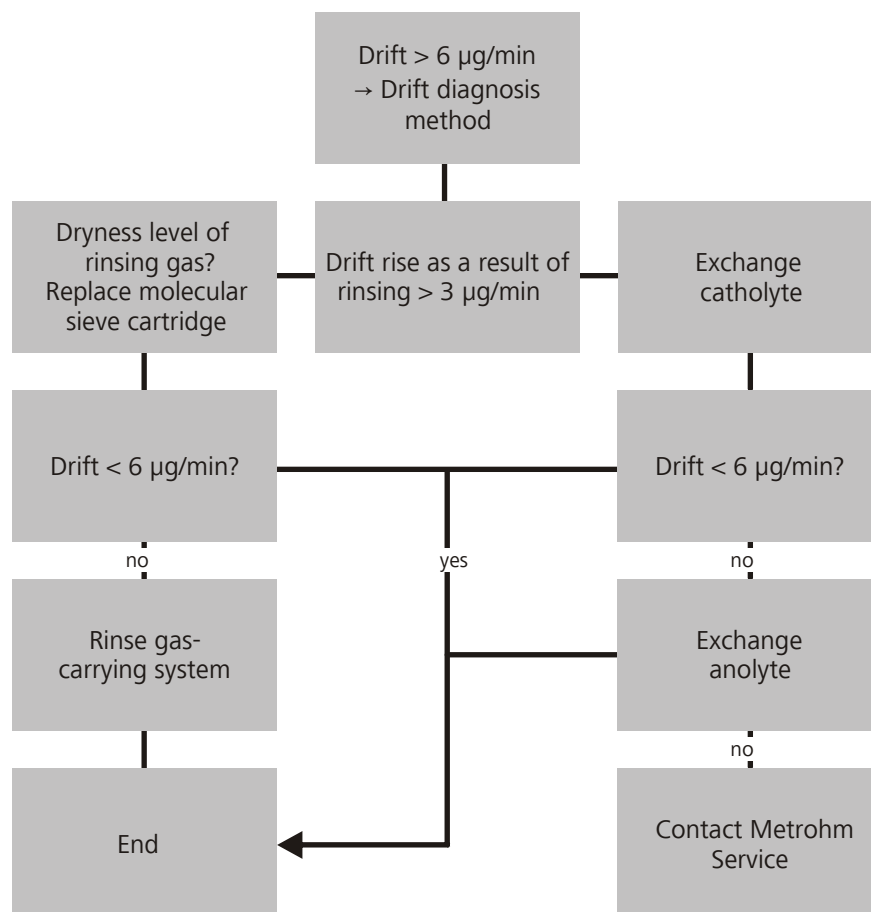 Drift > 6 µg/min
→ Drift diagnosis
method
Dryness level of
rinsing gas?
Replace molecular
sieve cartridge
Drift rise as a result of
rinsing > 3 µg/min
Exchange
catholyte
Drift < 6 µg/min?
Drift < 6 µg/min?
no
yes
no
Rinse gas-
carrying system
Exchange
anolyte
no
End
Contact Metrohm
Service